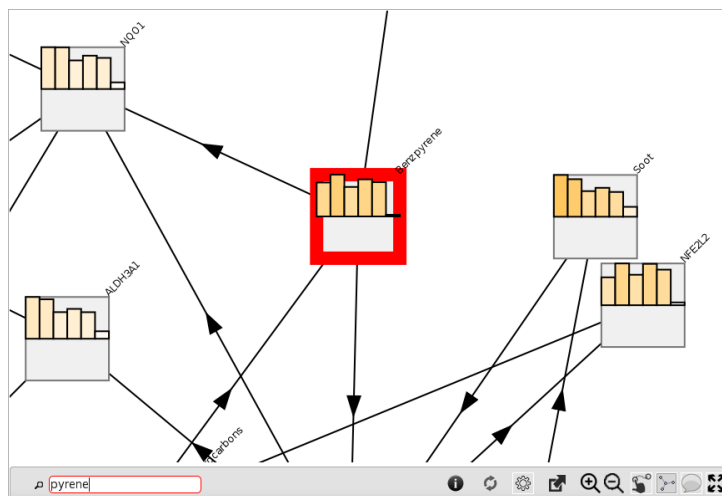 NQO1
Benzpyrene
Soot
NFE2L2
ALDH3A1
carbons
pyrene